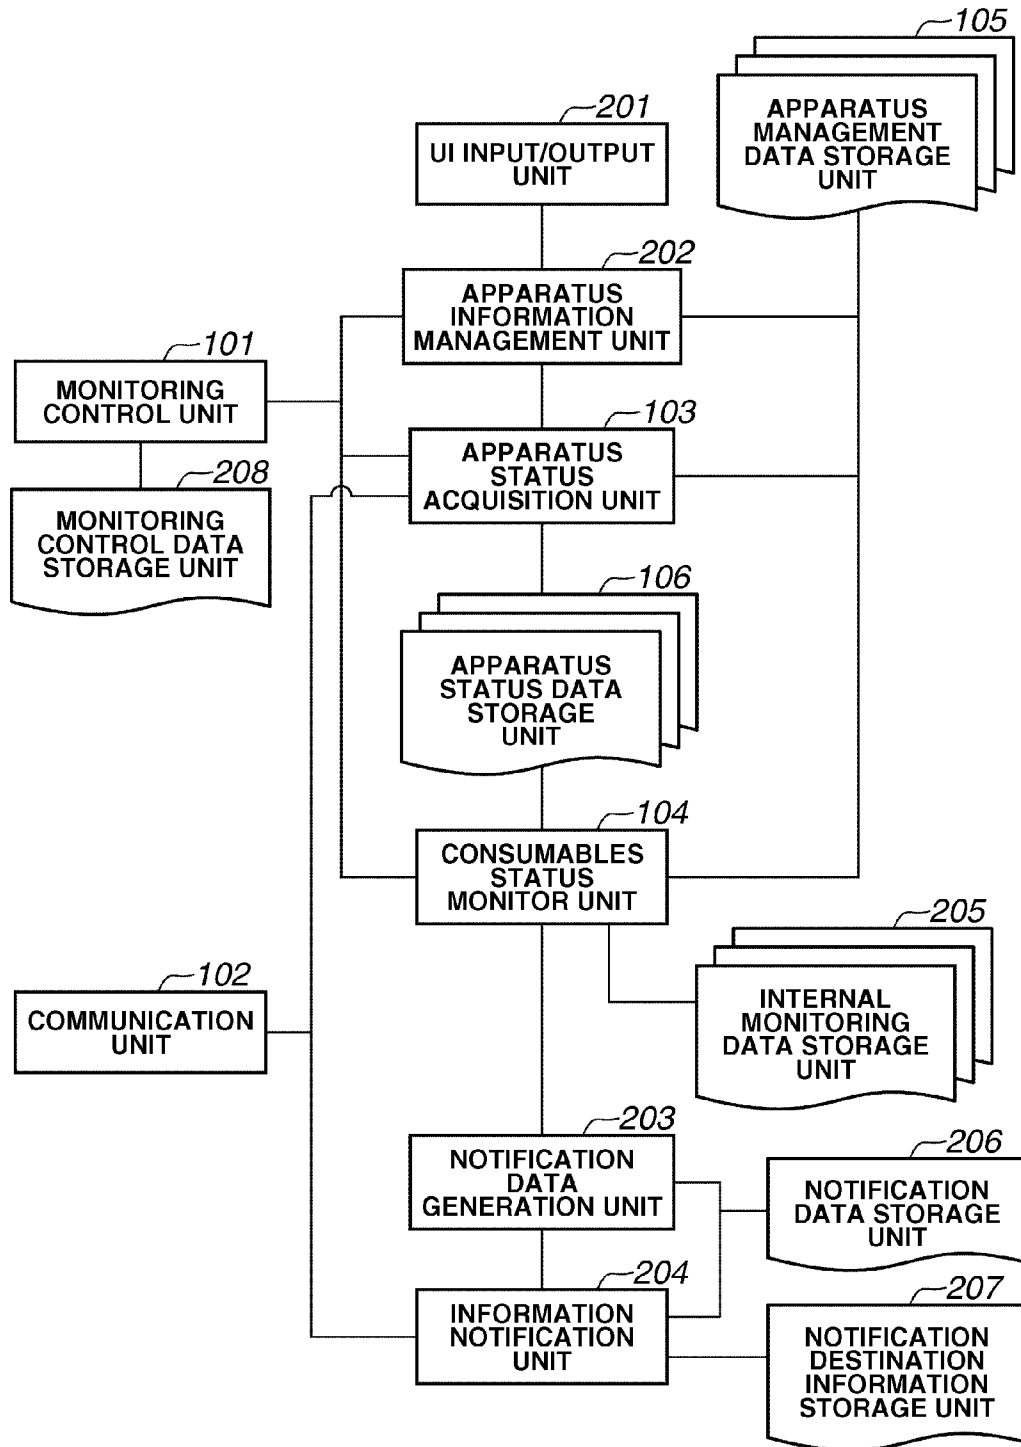 105
APPARATUS
MANAGEMENT
DATA STORAGE
UNIT
201
UI INPUT/OUTPUT
UNIT
202
APPARATUS
INFORMATION
MANAGEMENT UNIT
101
MONITORING
CONTROL UNIT
103
APPARATUS
STATUS
ACQUISITION UNIT
208
MONITORING
CONTROL DATA
STORAGE UNIT
106
APPARATUS
STATUS DATA
STORAGE
UNIT
104
CONSUMABLES
STATUS
MONITOR UNIT
205
INTERNAL
MONITORING
DATA STORAGE
UNIT
102
COMMUNICATION
UNIT
203
NOTIFICATION
DATA
GENERATION UNIT
206
NOTIFICATION
DATA STORAGE
UNIT
204
INFORMATION
NOTIFICATION
UNIT
207
NOTIFICATION
DESTINATION
INFORMATION
STORAGE UNIT